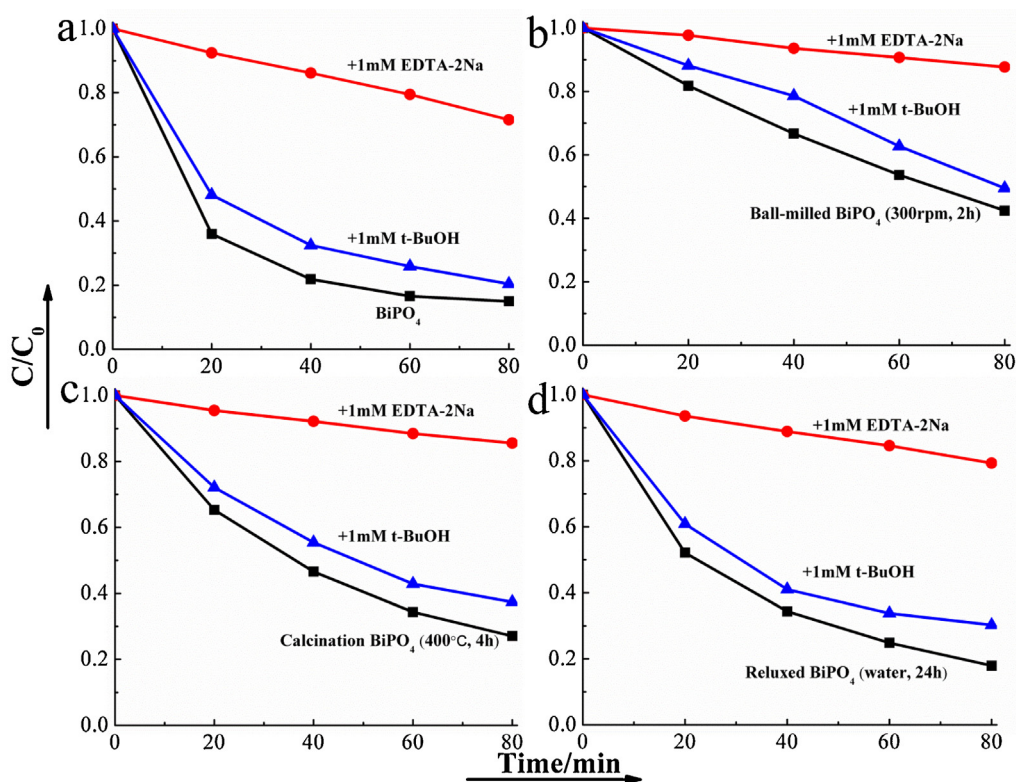 a
1.0
0.8
0.6
0.4
0.2
0.0
+1mM EDTA-2Na
+1mM t-BuOH
BiPO₄
0 20 40 60 80
b
1.0
0.8
0.6
0.4
0.2
0.0
+1mM EDTA-2Na
+1mM t-BuOH
Ball-milled BiPO₄ (300rpm, 2h)
0 20 40 60 80
C/C₀
c
1.0
0.8
0.6
0.4
0.2
0.0
+1mM EDTA-2Na
+1mM t-BuOH
Calcination BiPO₄ (400°C, 4h)
0 20 40 60 80
d
1.0
0.8
0.6
0.4
0.2
0.0
+1mM EDTA-2Na
+1mM t-BuOH
Reluxed BiPO₄ (water, 24h)
0 20 40 60 80
Time/min